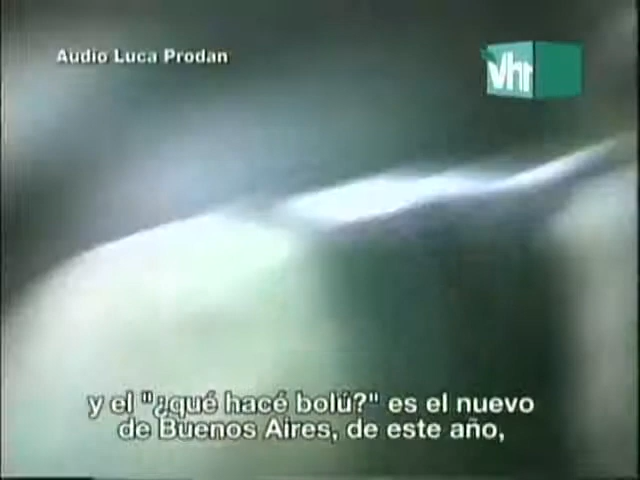 Audio Luca Prodan
Vh1
y el "¿qué hacé bolú?" es el nuevo
de Buenos Aires, de este año,